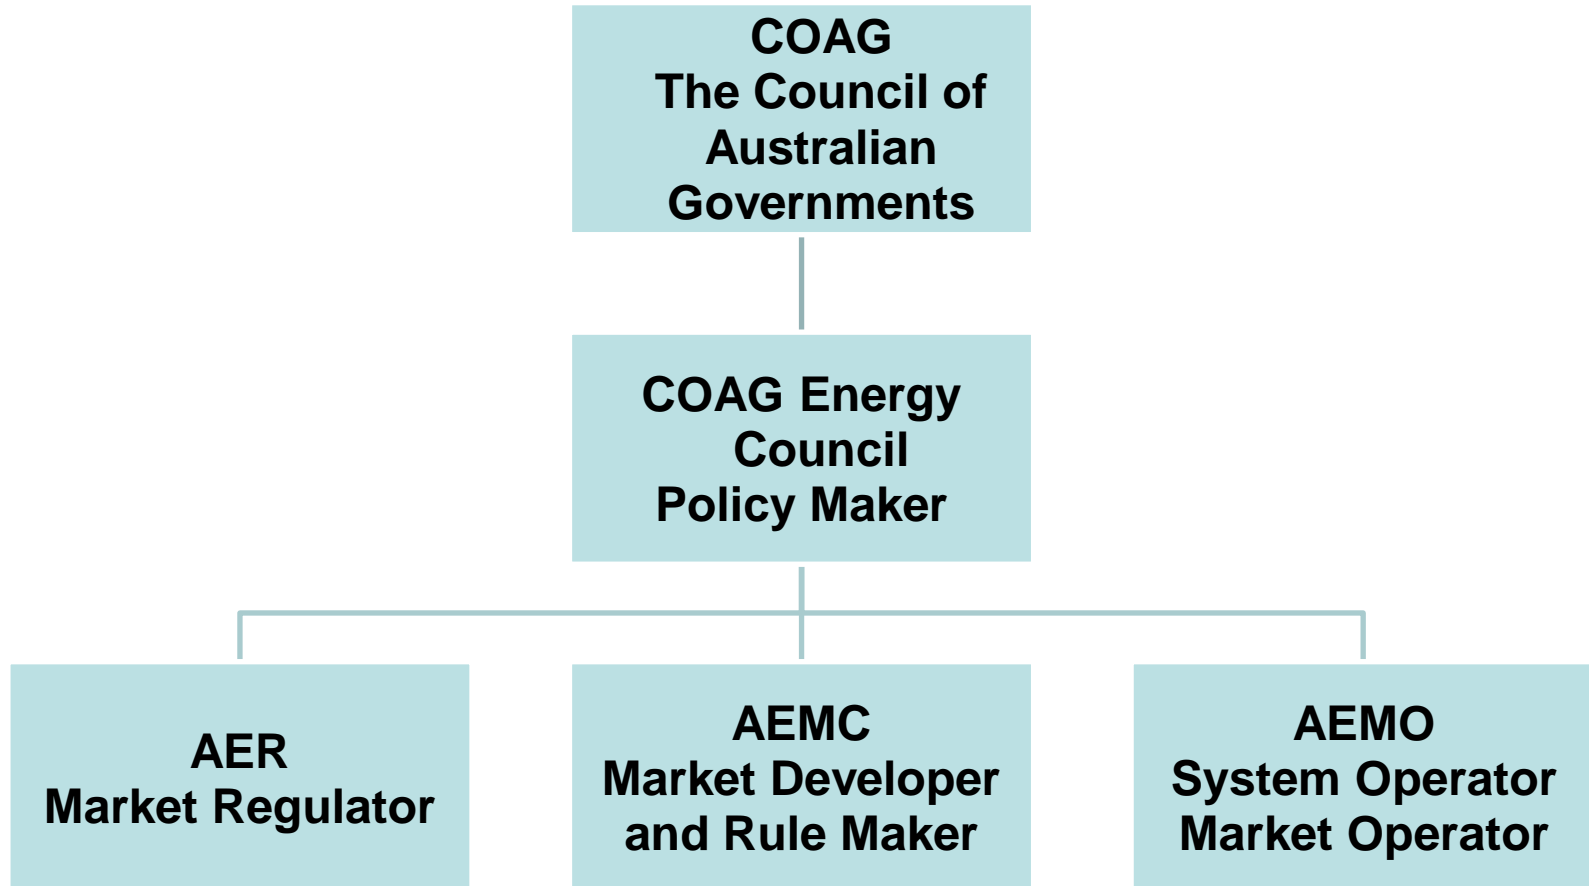 COAG
The Council of
Australian
Governments
COAG Energy
Council
Policy Maker
AER
Market Regulator
AEMC
Market Developer
and Rule Maker
AEMO
System Operator
Market Operator